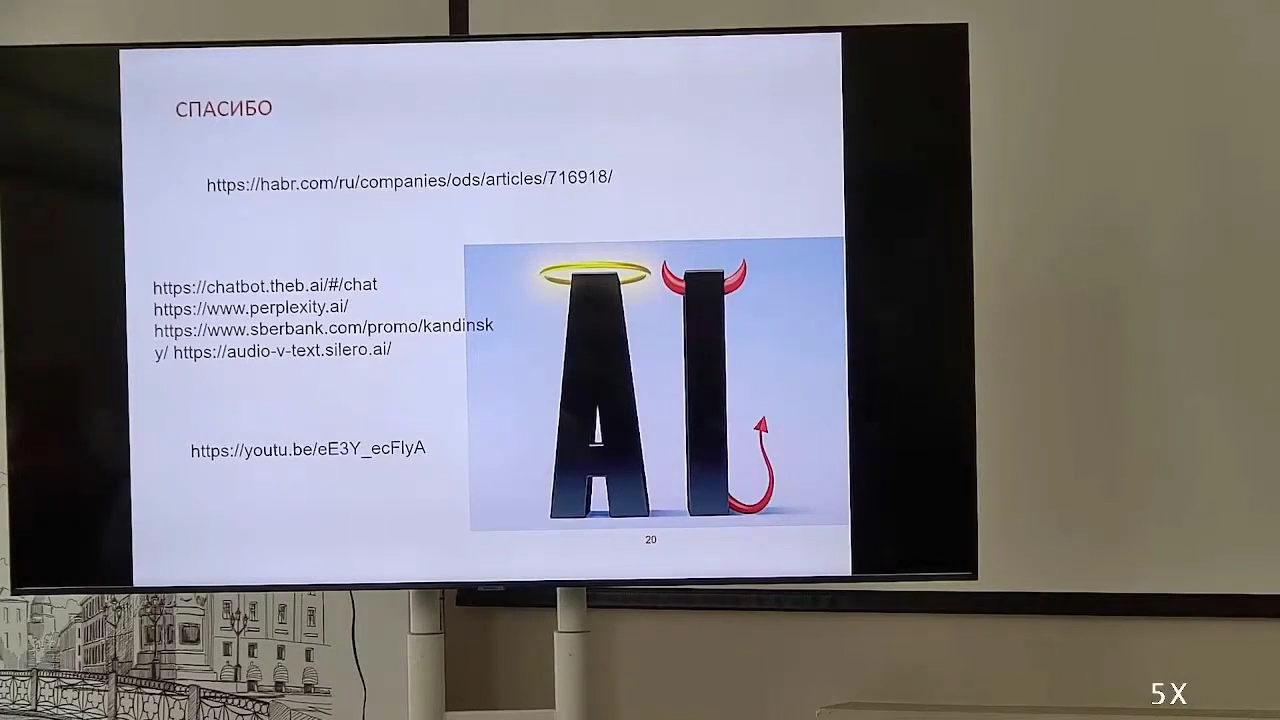 СПАСИБО
https://habr.com/ru/companies/ods/articles/716918/
https://chatbot.theb.ai/#/chat
https://www.perplexity.ai/
https://www.sberbank.com/promo/kandinsk
y/ https://audio-v-text.silero.ai/
https://youtu.be/eE3Y_ecFlyA
AI
20
5X